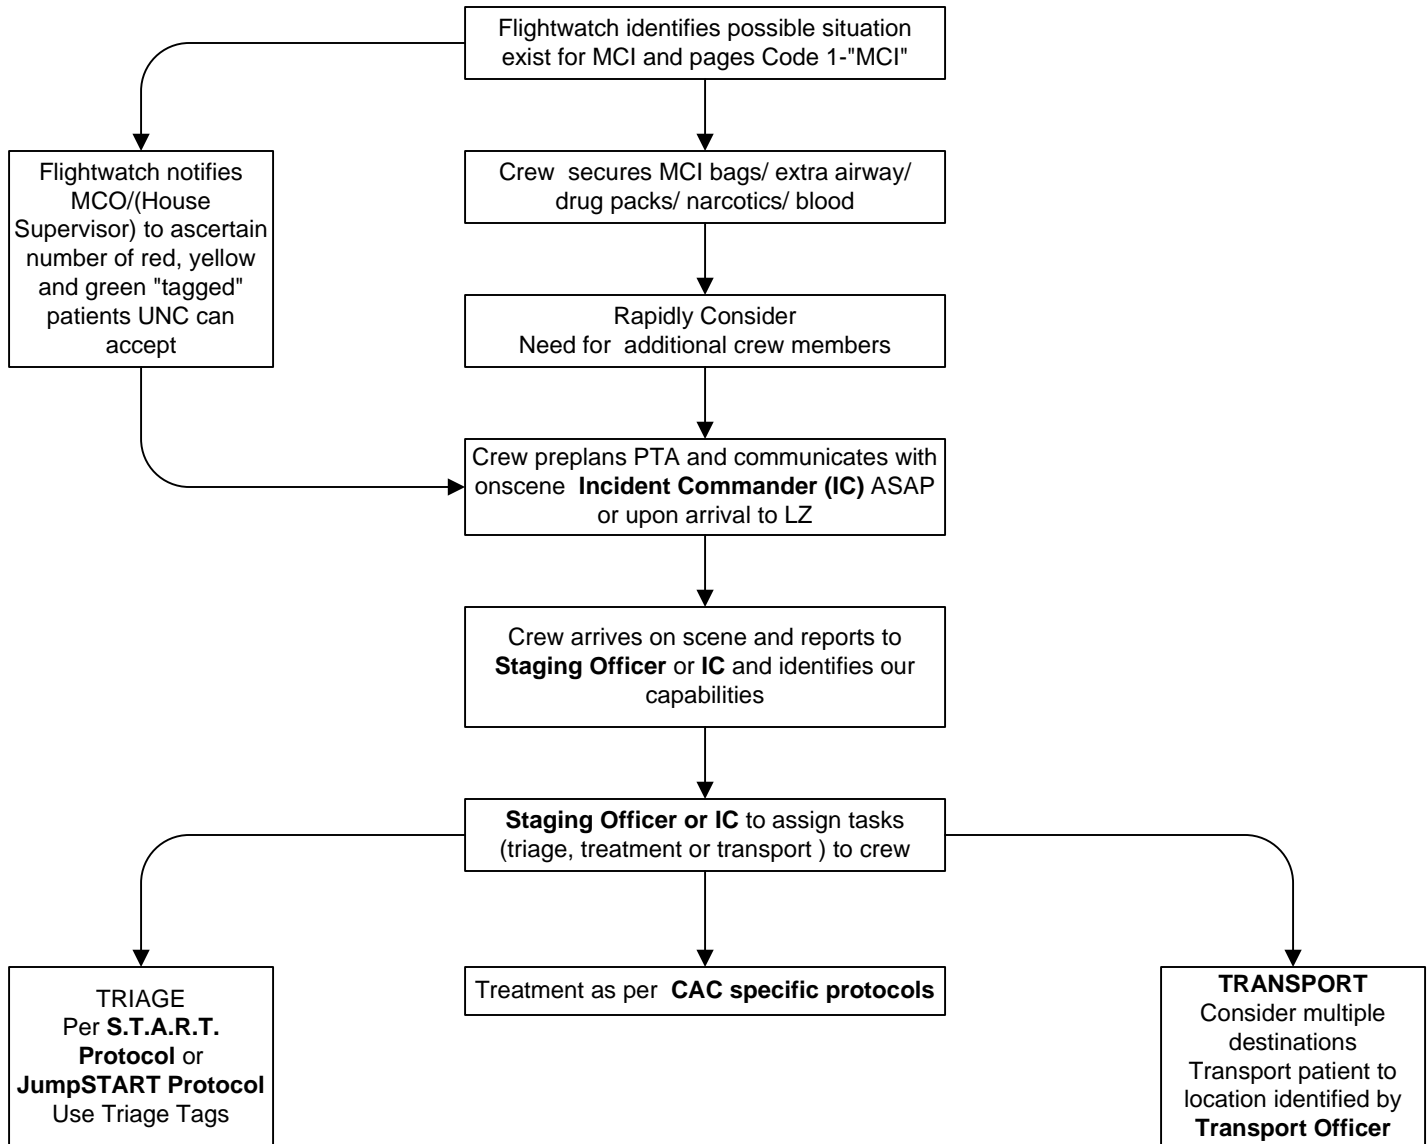 Flightwatch identifies possible situation
exist for MCI and pages Code 1-"MCI"
Flightwatch notifies
MCO/(House
Supervisor) to ascertain
number of red, yellow
and green "tagged"
patients UNC can
accept
Crew secures MCI bags/ extra airway/
drug packs/ narcotics/ blood
Rapidly Consider
Need for additional crew members
Crew preplans PTA and communicates with
onscene Incident Commander (IC) ASAP
or upon arrival to LZ
Crew arrives on scene and reports to
Staging Officer or IC and identifies our
capabilities
Staging Officer or IC to assign tasks
(triage, treatment or transport ) to crew
TRIAGE
Per S.T.A.R.T.
Protocol or
JumpSTART Protocol
Use Triage Tags
Treatment as per CAC specific protocols
TRANSPORT
Consider multiple
destinations
Transport patient to
location identified by
Transport Officer